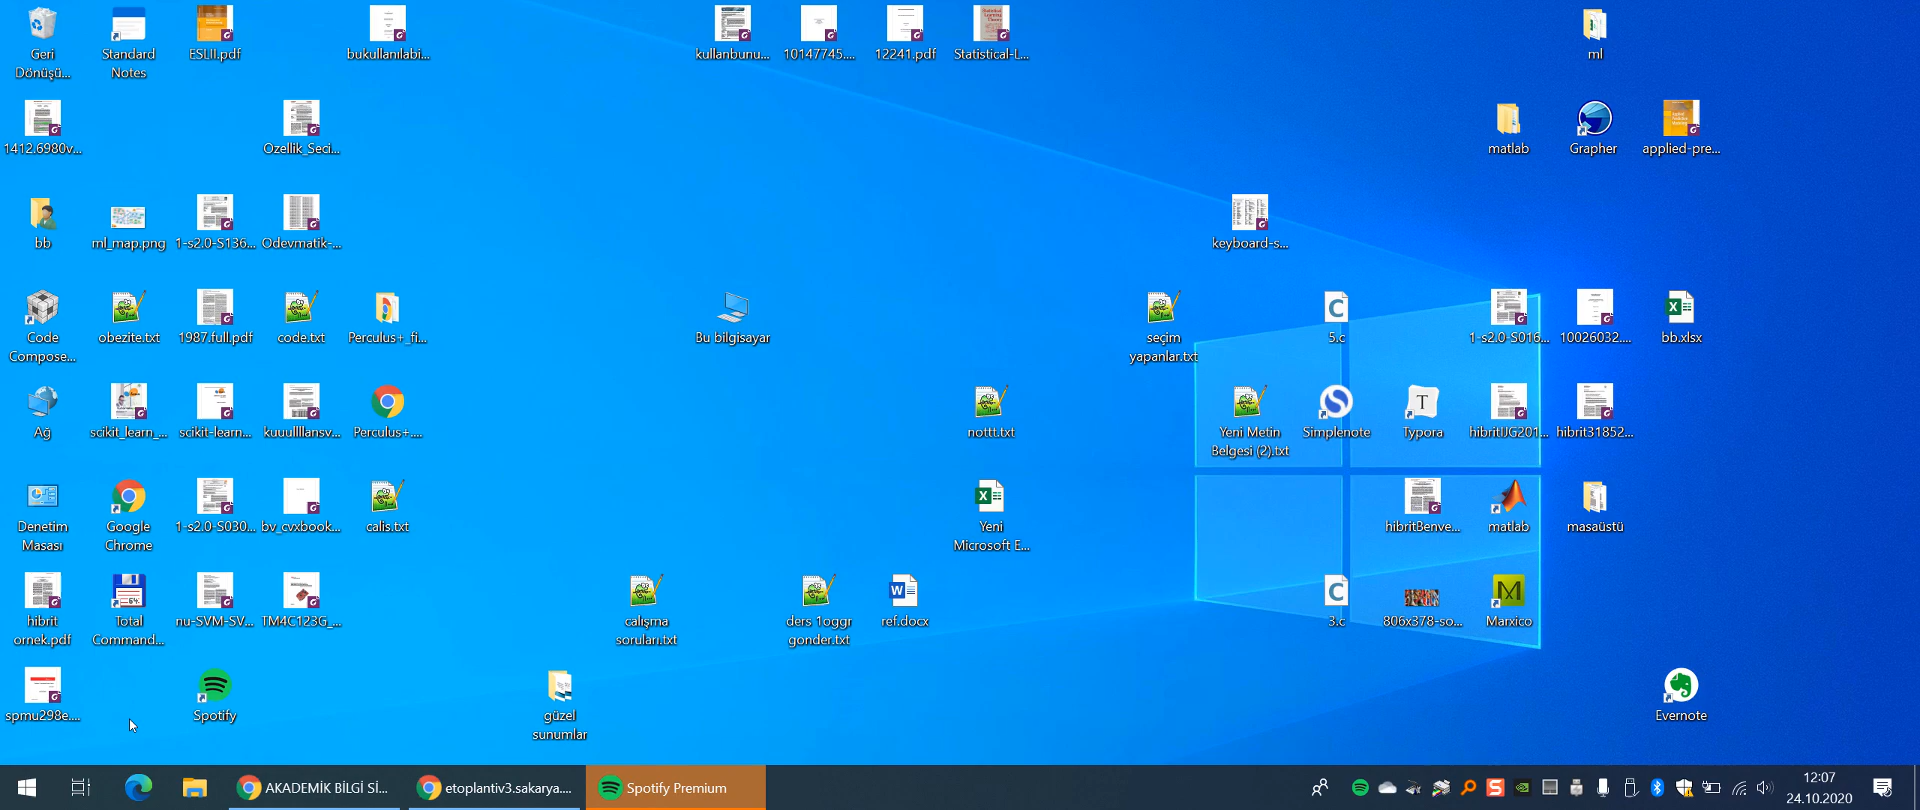 Geri
Dönüşü...
Standard
Notes
ESLII.pdf
bukullanılabi...
kullanbunu...
10147745....
12241.pdf
Statistical-L...
ml
1412.6980v...
Ozellik_Seci...
matlab
Grapher
applied-pre...
bb
ml_map.png
1-s2.0-S136...
Odevmatik-...
keyboard-s...
Code
Compose...
obezite.txt
1987.full.pdf
code.txt
Perculus+_fi...
Bu bilgisayar
seçim
yapanlar.txt
5.c
1-s2.0-S016...
10026032....
bb.xlsx
Ağ
scikit_learn_...
scikit-learn...
kuuullllansv...
Perculus+....
nottt.txt
Yeni Metin
Belgesi (2).txt
Simplenote
Typora
hibritIJG201...
hibrit31852...
Denetim
Masası
Google
Chrome
1-s2.0-S030...
bv_cvxbook...
calis.txt
Yeni
Microsoft E...
hibritBenve...
matlab
masaüstü
hibrit
ornek.pdf
Total
Command...
nu-SVM-SV...
TM4C123G_...
calışma
soruları.txt
ders 1oggr
gonder.txt
ref.docx
3.c
806x378-so...
Marxico
spmu298e....
Spotify
güzel
sunumlar
Evernote
AKADEMİK BİLGİ Sİ...
etoplantiv3.sakarya....
Spotify Premium
12:07
24.10.2020